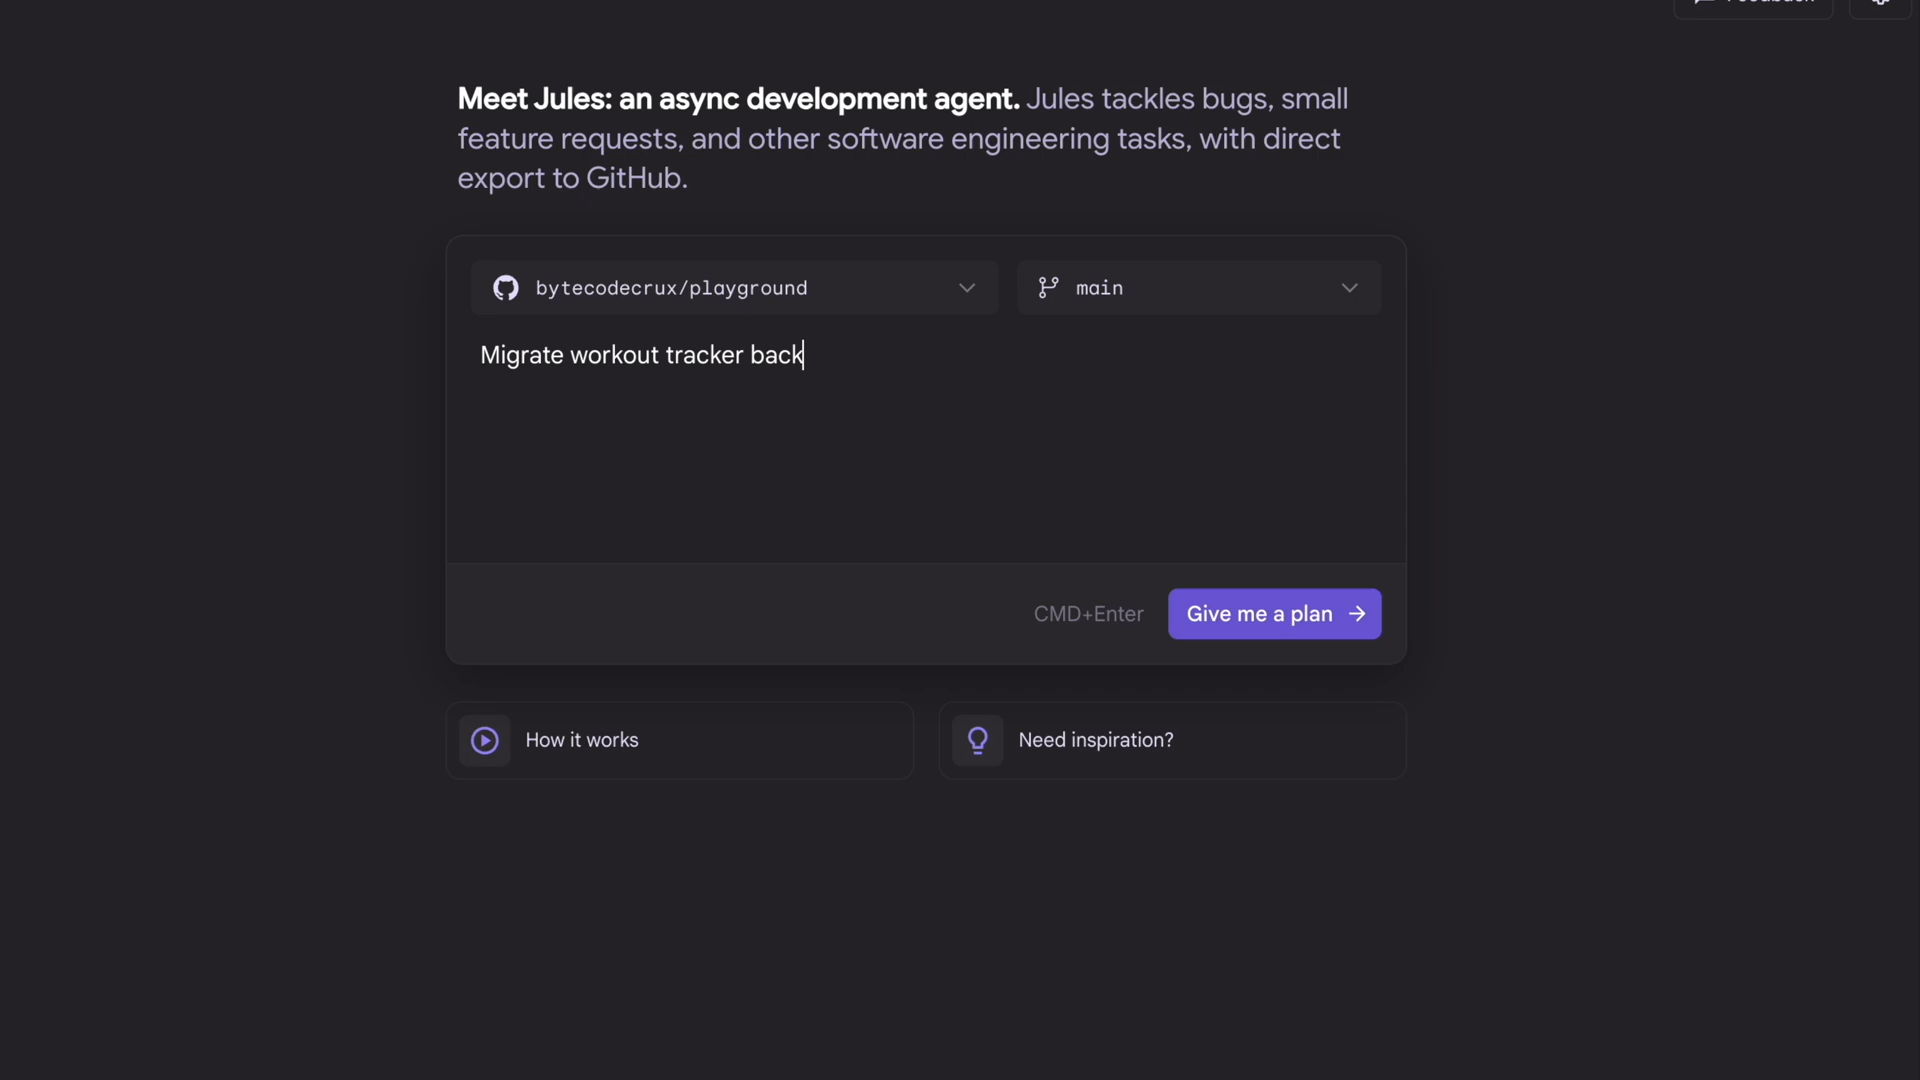 Feedback
Meet Jules: an async development agent. Jules tackles bugs, small
feature requests, and other software engineering tasks, with direct
export to GitHub.
bytecodecrux/playground
main
Migrate workout tracker back
CMD+Enter
Give me a plan
How it works
Need inspiration?